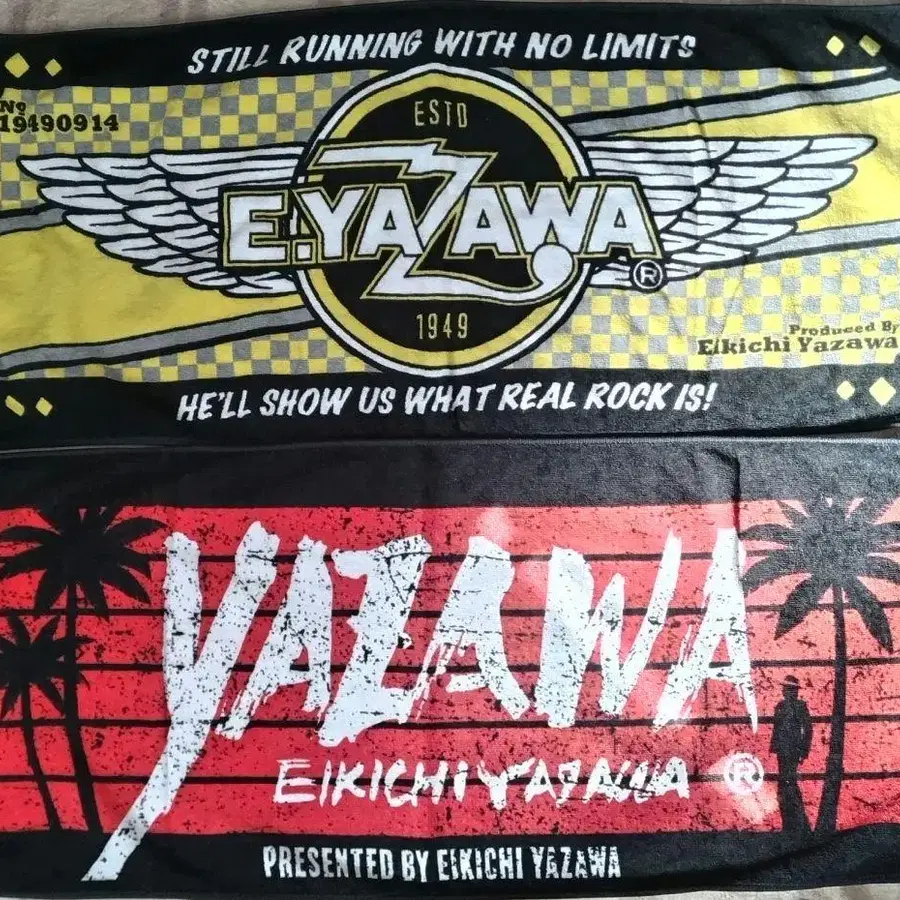 STILL RUNNING WITH NO LIMITS
No
19490914
ESTD
E.YAZAWA
®
1949
Produced By
Eikichi Yazawa
HE'LL SHOW US WHAT REAL ROCK IS!
YAZAWA
EIKICHI YAZAWA ®
PRESENTED BY EIKICHI YAZAWA